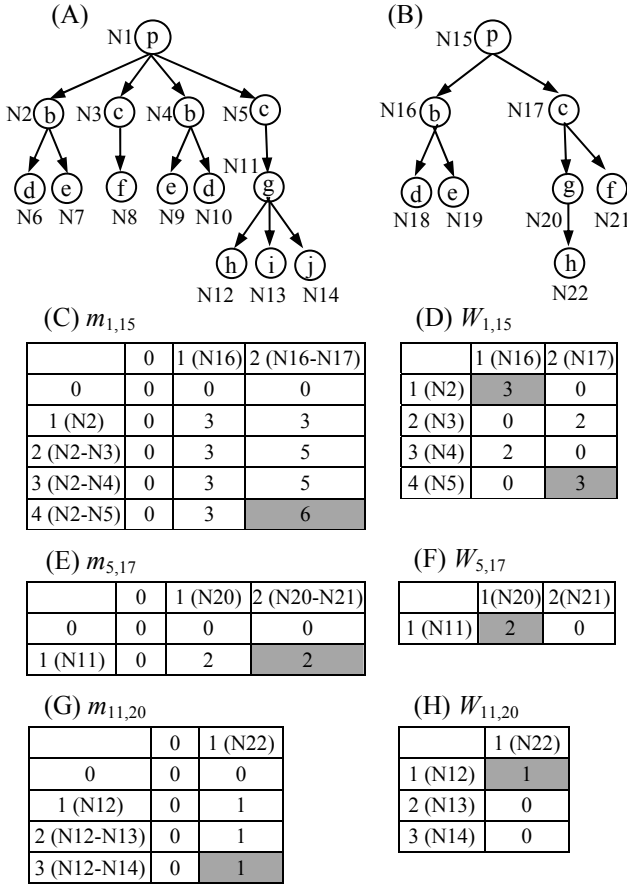 (A)
(B)
N1 p
N15 p
N2 b N3 c N4 b N5 c
N16 b N17 c
N11
d e f e d g
N6 N7 N8 N9 N10
d e g f
N18 N19 N20 N21
h i j
N12 N13 N14
h
N22
(C) m1,15
0 1 (N16) 2 (N16-N17)
0 0 0 0
1 (N2) 0 3 3
2 (N2-N3) 0 3 5
3 (N2-N4) 0 3 5
4 (N2-N5) 0 3 6
(D) W1,15
1 (N16) 2 (N17)
1 (N2) 3 0
2 (N3) 0 2
3 (N4) 2 0
4 (N5) 0 3
(E) m5,17
0 1 (N20) 2 (N20-N21)
0 0 0 0
1 (N11) 0 2 2
(F) W5,17
1(N20) 2(N21)
1 (N11) 2 0
(G) m11,20
0 1 (N22)
0 0 0
1 (N12) 0 1
2 (N12-N13) 0 1
3 (N12-N14) 0 1
(H) W11,20
1 (N22)
1 (N12) 1
2 (N13) 0
3 (N14) 0